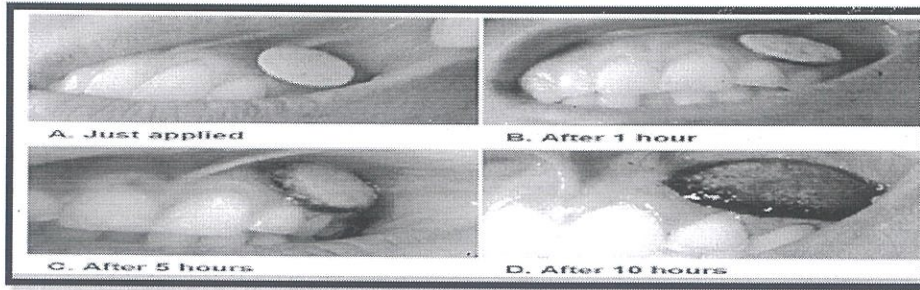 A. Just applied
B. After 1 hour
C. After 5 hours
D. After 10 hours